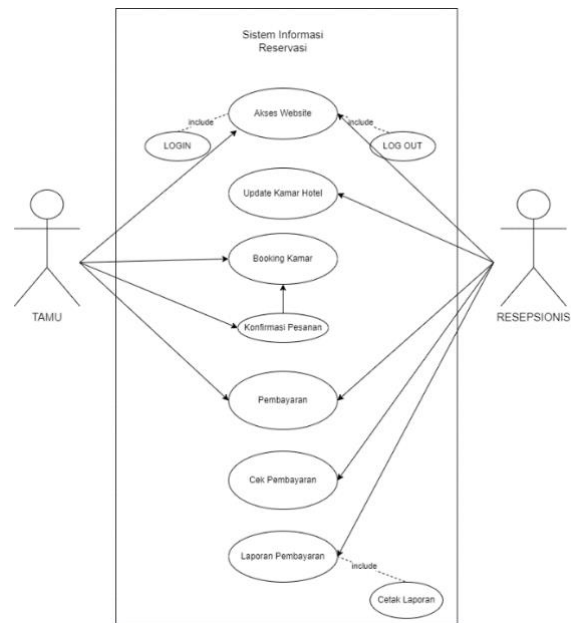 Sistem Informasi
Reservasi
Akses Website
include
include
LOGIN
LOG OUT
Update Kamar Hotel
Booking Kamar
TAMU
RESEPSIONIS
Konfirmasi Pesanan
Pembayaran
Cek Pembayaran
Laporan Pembayaran
include
Cetak Laporan